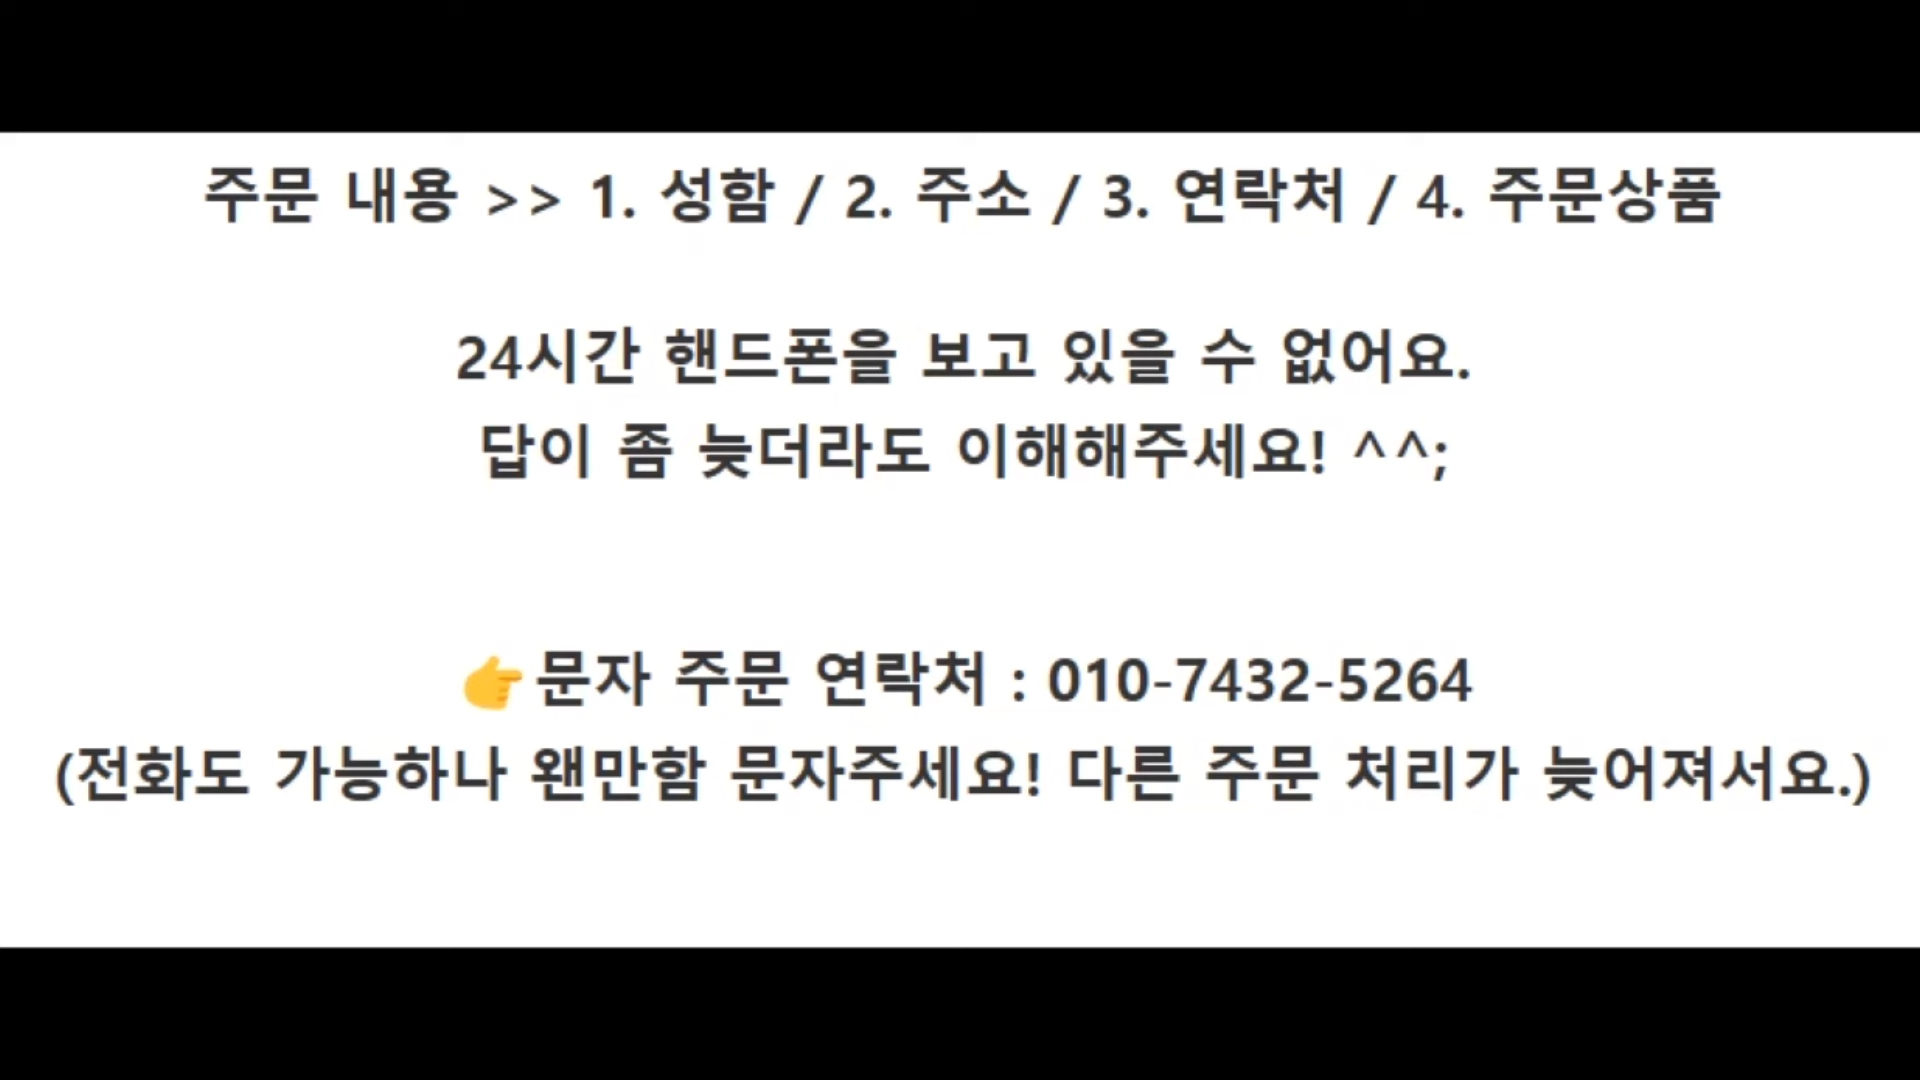 주문 내용 >> 1. 성함 / 2. 주소 / 3. 연락처 / 4. 주문상품
24시간 핸드폰을 보고 있을 수 없어요.
답이 좀 늦더라도 이해해주세요! ^^;
👉문자 주문 연락처 : 010-7432-5264
(전화도 가능하나 왠만함 문자주세요! 다른 주문 처리가 늦어져서요.)